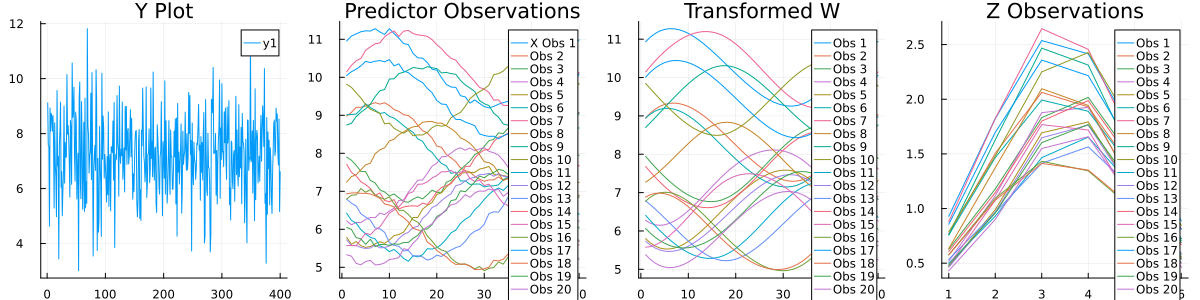 Y Plot
12
10
8
6
4
0
100
200
300
400
y1
Predictor Observations
11
10
9
8
7
6
5
0
10
20
30
X Obs 1
Obs 2
Obs 3
Obs 4
Obs 5
Obs 6
Obs 7
Obs 8
Obs 9
Obs 10
Obs 11
Obs 12
Obs 13
Obs 14
Obs 15
Obs 16
Obs 17
Obs 18
Obs 19
Obs 20
0
Transformed W
11
10
9
8
7
6
5
0
10
20
30
Obs 1
Obs 2
Obs 3
Obs 4
Obs 5
Obs 6
Obs 7
Obs 8
Obs 9
Obs 10
Obs 11
Obs 12
Obs 13
Obs 14
Obs 15
Obs 16
Obs 17
Obs 18
Obs 19
Obs 20
0
Z Observations
2.5
2.0
1.5
1.0
0.5
1
2
3
4
Obs 1
Obs 2
Obs 3
Obs 4
Obs 5
Obs 6
Obs 7
Obs 8
Obs 9
Obs 10
Obs 11
Obs 12
Obs 13
Obs 14
Obs 15
Obs 16
Obs 17
Obs 18
Obs 19
Obs 20